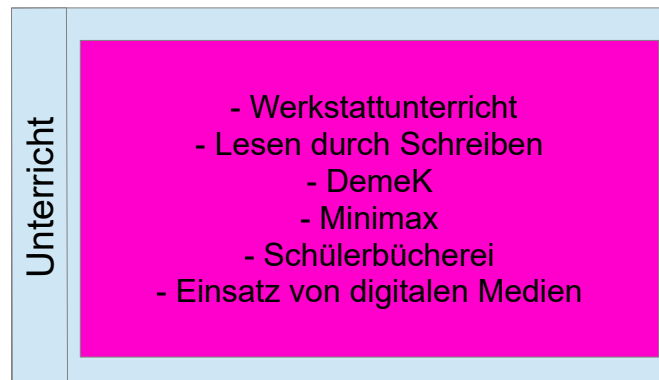 Unterricht
- Werkstattunterricht
- Lesen durch Schreiben
- DemeK
- Minimax
- Schülerbücherei
- Einsatz von digitalen Medien